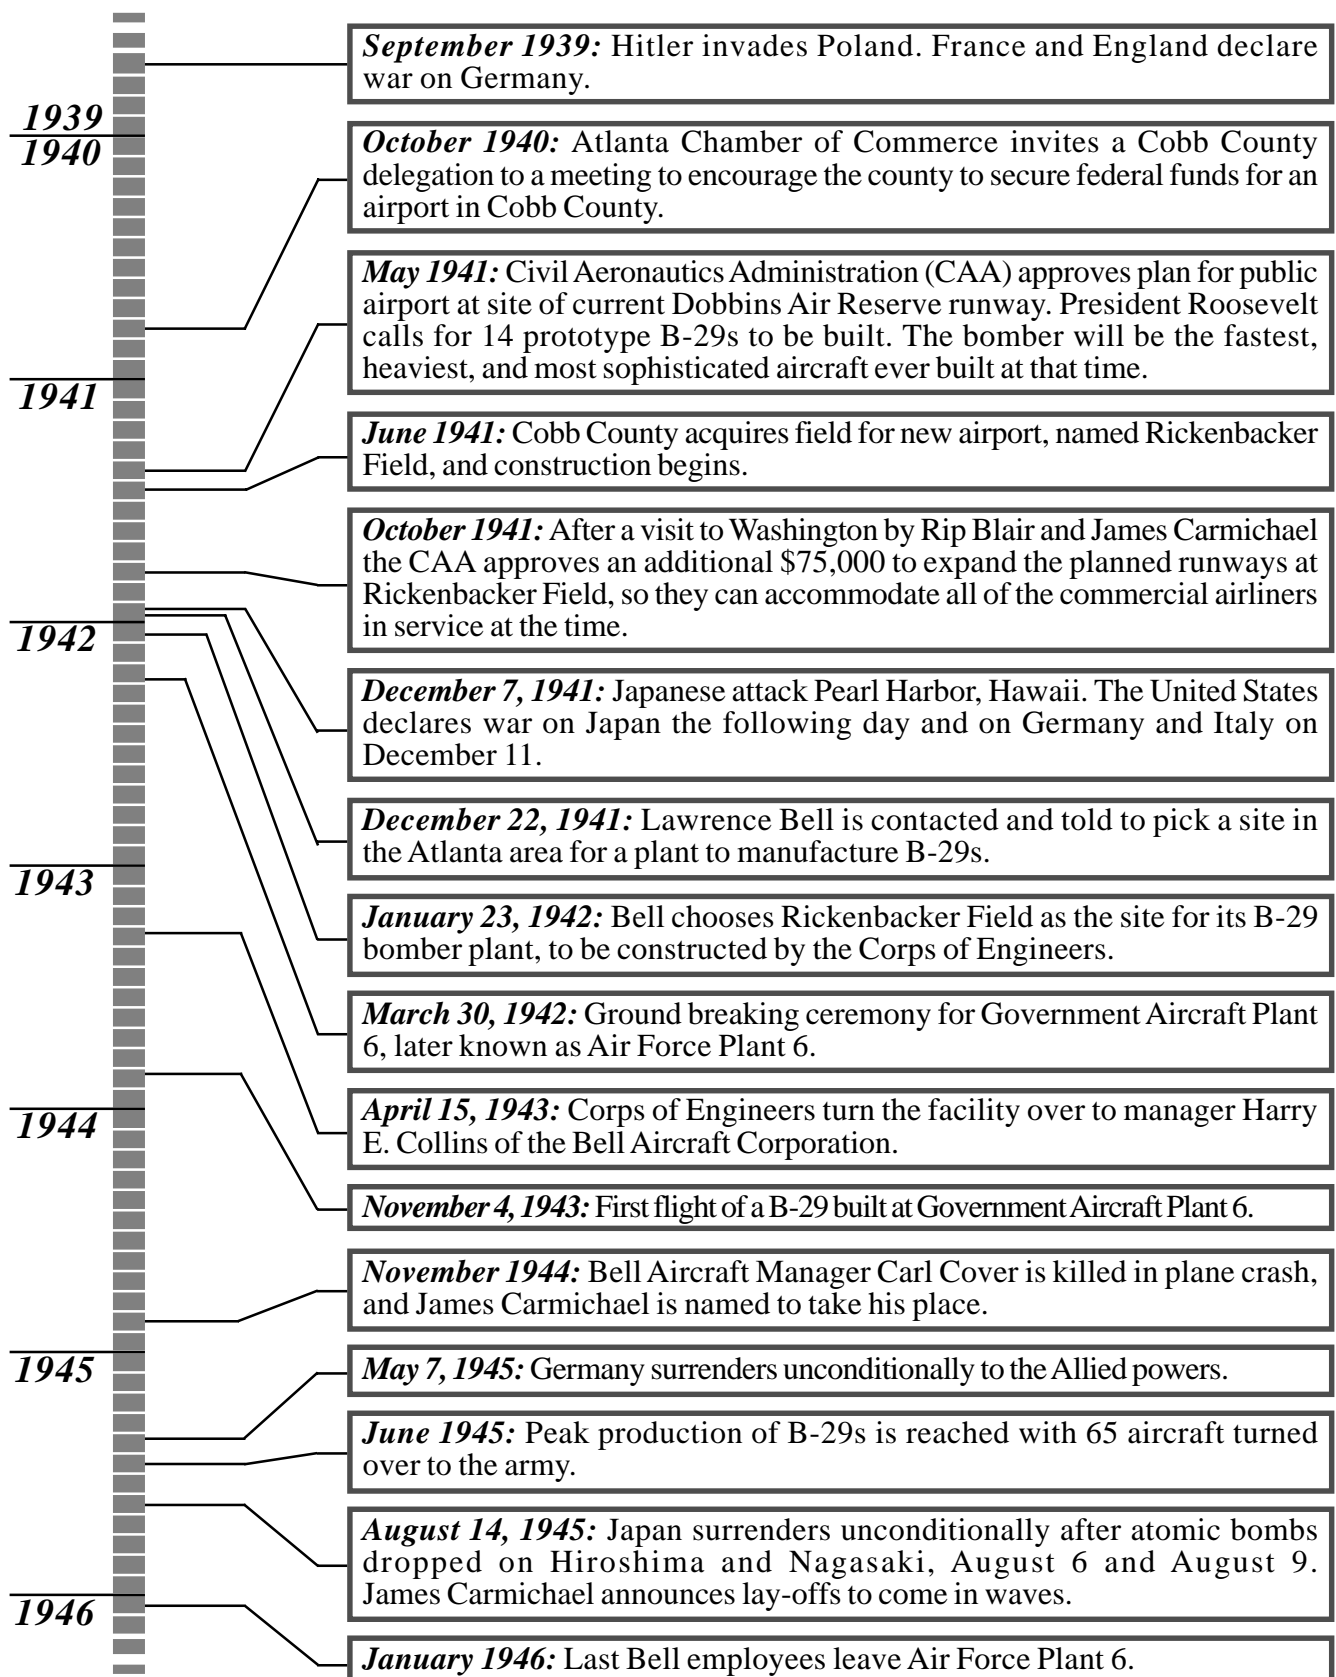 September 1939: Hitler invades Poland. France and England declare
war on Germany.
1939
1940
October 1940: Atlanta Chamber of Commerce invites a Cobb County
delegation to a meeting to encourage the county to secure federal funds for an
airport in Cobb County.
May 1941: Civil Aeronautics Administration (CAA) approves plan for public
airport at site of current Dobbins Air Reserve runway. President Roosevelt
calls for 14 prototype B-29s to be built. The bomber will be the fastest,
heaviest, and most sophisticated aircraft ever built at that time.
1941
June 1941: Cobb County acquires field for new airport, named Rickenbacker
Field, and construction begins.
October 1941: After a visit to Washington by Rip Blair and James Carmichael
the CAA approves an additional $75,000 to expand the planned runways at
Rickenbacker Field, so they can accommodate all of the commercial airliners
in service at the time.
1942
December 7, 1941: Japanese attack Pearl Harbor, Hawaii. The United States
declares war on Japan the following day and on Germany and Italy on
December 11.
December 22, 1941: Lawrence Bell is contacted and told to pick a site in
the Atlanta area for a plant to manufacture B-29s.
1943
January 23, 1942: Bell chooses Rickenbacker Field as the site for its B-29
bomber plant, to be constructed by the Corps of Engineers.
March 30, 1942: Ground breaking ceremony for Government Aircraft Plant
6, later known as Air Force Plant 6.
1944
April 15, 1943: Corps of Engineers turn the facility over to manager Harry
E. Collins of the Bell Aircraft Corporation.
November 4, 1943: First flight of a B-29 built at Government Aircraft Plant 6.
November 1944: Bell Aircraft Manager Carl Cover is killed in plane crash,
and James Carmichael is named to take his place.
1945
May 7, 1945: Germany surrenders unconditionally to the Allied powers.
June 1945: Peak production of B-29s is reached with 65 aircraft turned
over to the army.
August 14, 1945: Japan surrenders unconditionally after atomic bombs
dropped on Hiroshima and Nagasaki, August 6 and August 9.
James Carmichael announces lay-offs to come in waves.
1946
January 1946: Last Bell employees leave Air Force Plant 6.